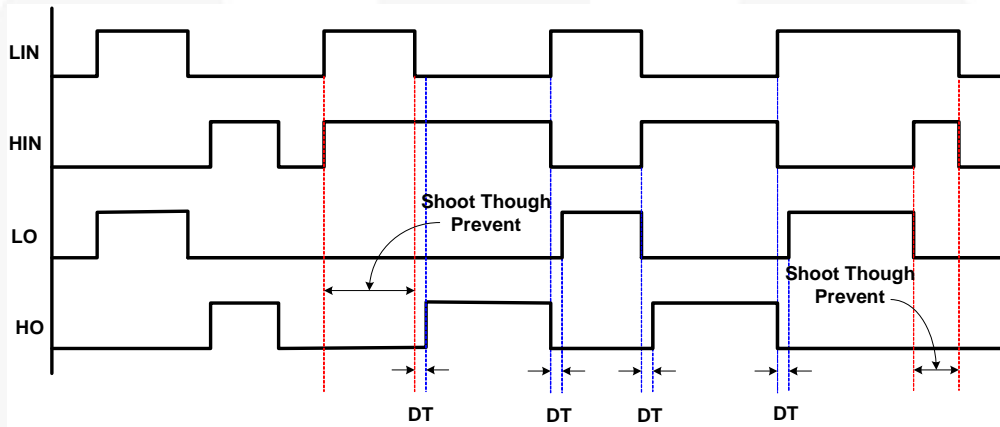 LIN
HIN
Shoot Though
Prevent
LO
Shoot Though
Prevent
HO
DT
DT
DT
DT